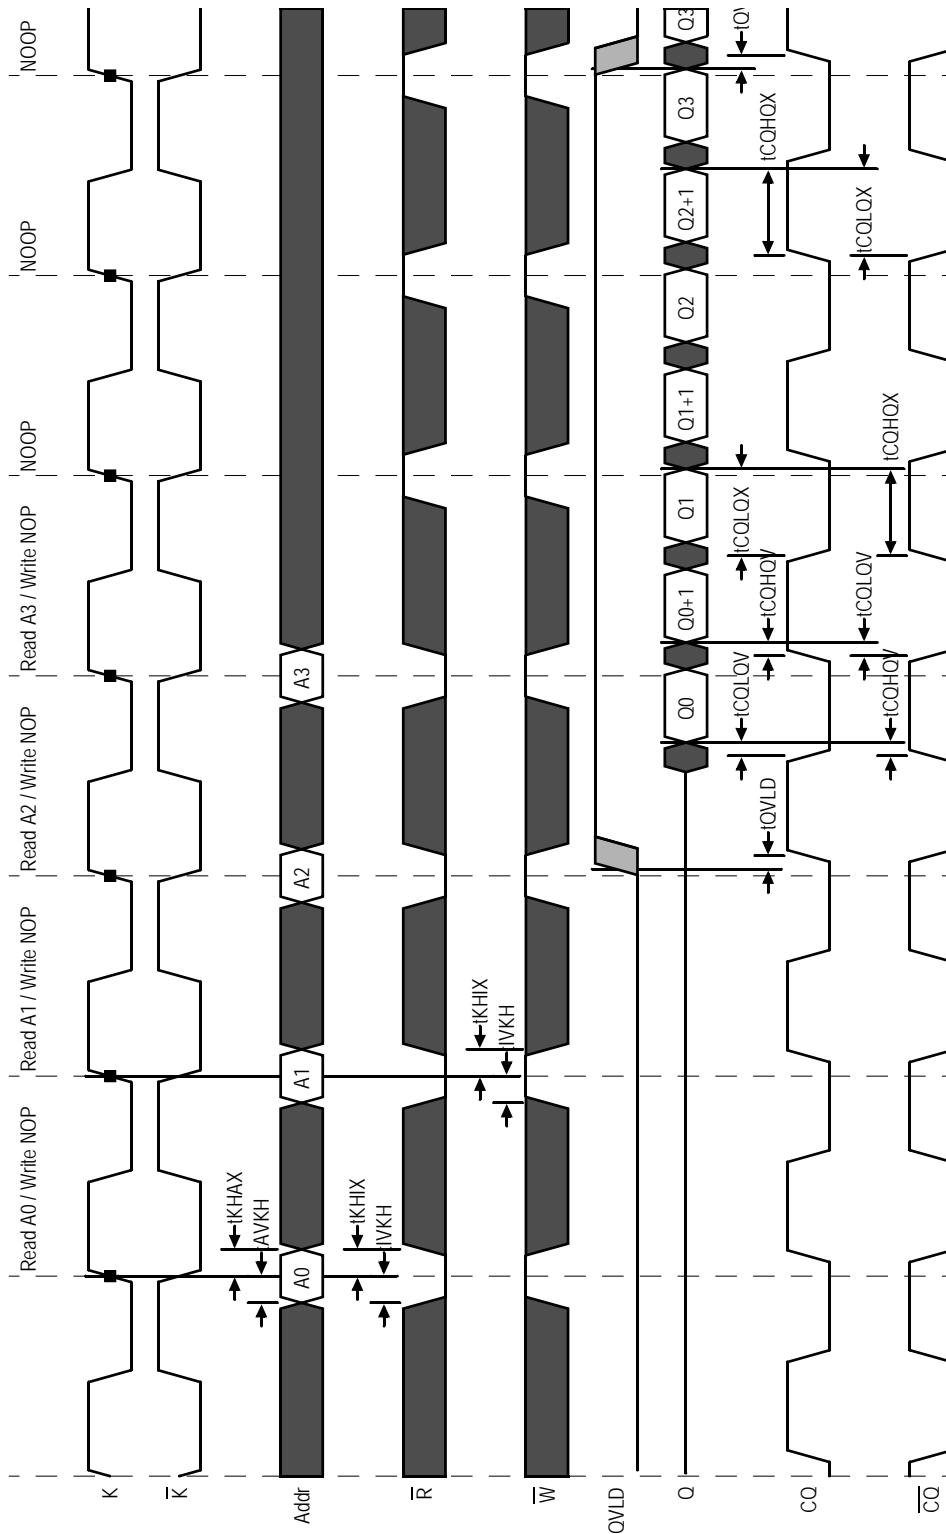 Read A0 / Write NOP
Read A1 / Write NOP
Read A2 / Write NOP
Read A3 / Write NOP
NOOP
NOOP
NOOP
K
K̅
tKHAX
tAVKH
Addr
A0
A1
A2
A3
tKHIX
tIVKH
R̅
tKHIX
tIVKH
W̅
QVLD
Q
Q0
Q0+1
Q1
Q1+1
Q2
Q2+1
Q3
Q3
tCQLQV
tCQLQX
tQVLD
tCQHQV
tCQHQX
CQ
tCQLQV
tCQLQX
tCQHQV
tCQHQX
C̅Q̅